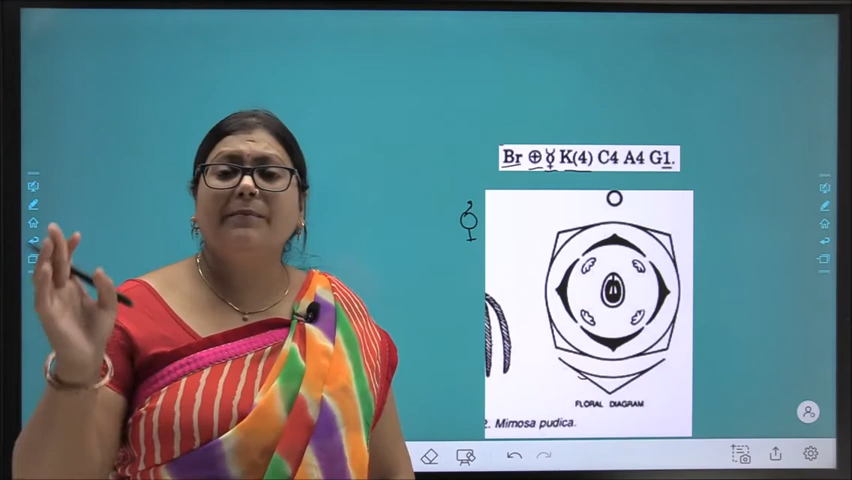 Br ⊕ ☿ K(4) C4 A4 G1.
FLORAL DIAGRAM
2. Mimosa pudica.